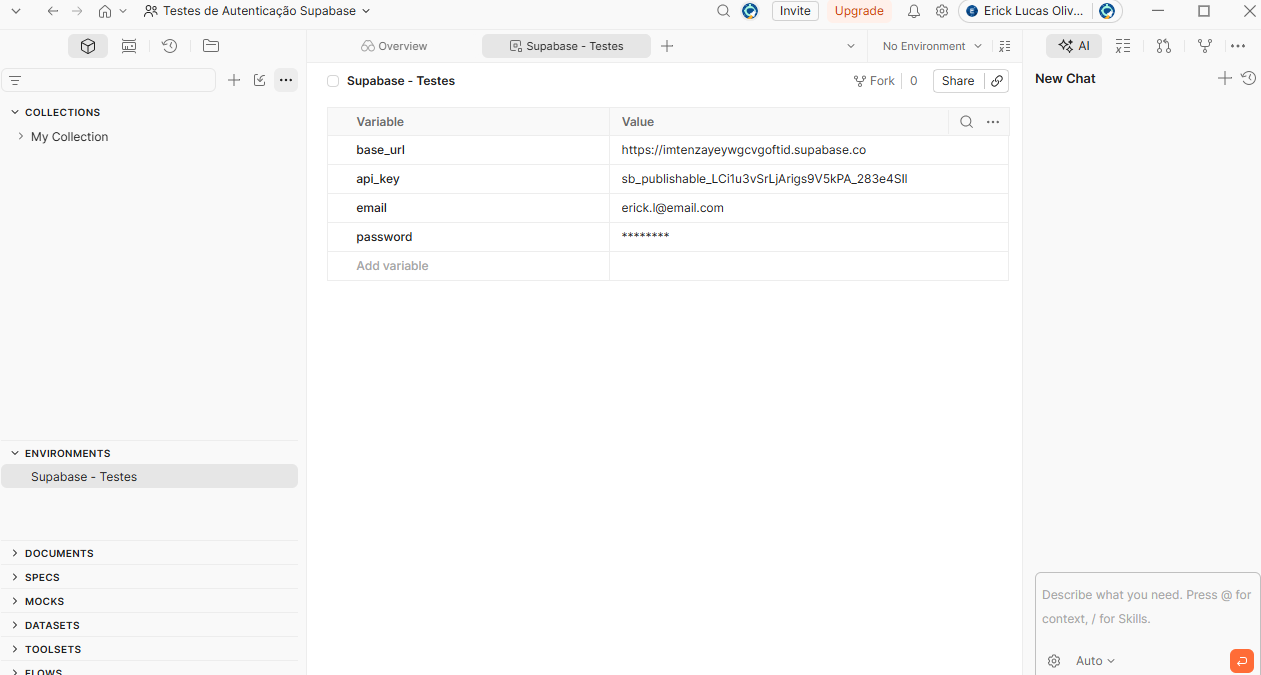 Testes de Autenticação Supabase
Invite
Upgrade
Erick Lucas Oliv...
Overview
Supabase - Testes
No Environment
AI
Supabase - Testes
Fork
0
Share
New Chat
COLLECTIONS
My Collection
Variable
Value
base_url
https://imtenzayeywgcvgoftid.supabase.co
api_key
sb_publishable_LCi1u3vSrLjArigs9V5kPA_283e4SIl
email
erick.l@email.com
password
********
Add variable
ENVIRONMENTS
Supabase - Testes
DOCUMENTS
SPECS
MOCKS
DATASETS
TOOLSETS
FLOWS
Describe what you need. Press @ for
context, / for Skills.
Auto